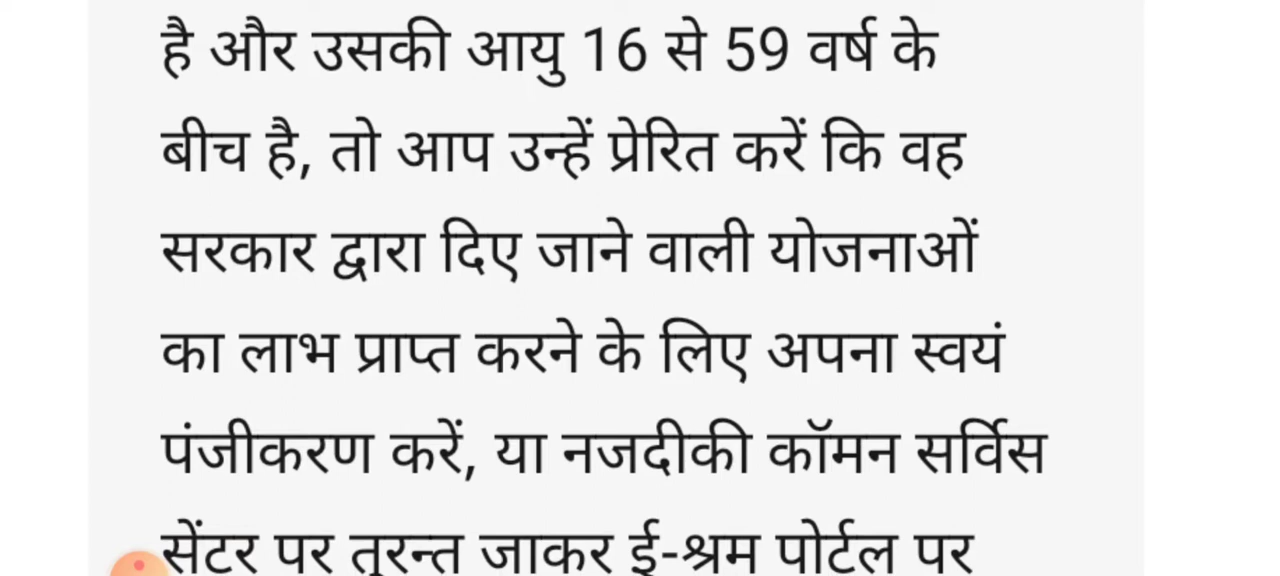 है और उसकी आयु 16 से 59 वर्ष के
बीच है, तो आप उन्हें प्रेरित करें कि वह
सरकार द्वारा दिए जाने वाली योजनाओं
का लाभ प्राप्त करने के लिए अपना स्वयं
पंजीकरण करें, या नजदीकी कॉमन सर्विस
सेंटर पर तुरन्त जाकर ई-श्रम पोर्टल पर